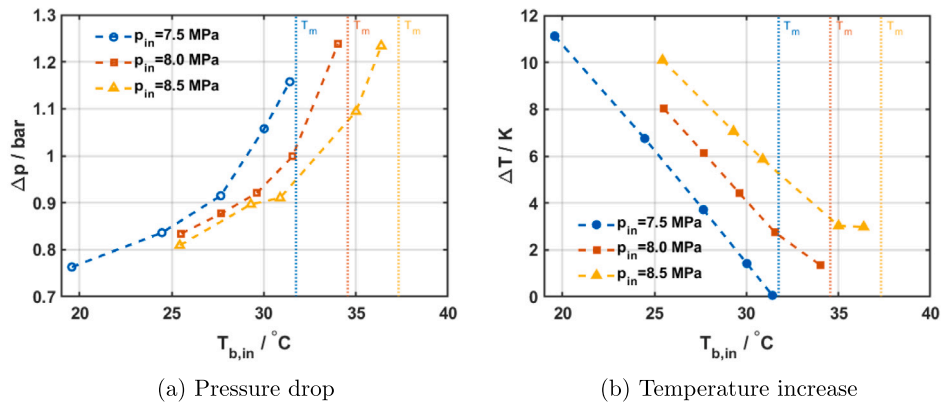 1.3
1.2
1.1
1
0.9
0.8
0.7
Δp / bar
p_in=7.5 MPa
p_in=8.0 MPa
p_in=8.5 MPa
T_m
T_m
T_m
20
25
30
35
40
T_b,in / °C
(a) Pressure drop
12
10
8
6
4
2
0
ΔT / K
T_m
T_m
T_m
p_in=7.5 MPa
p_in=8.0 MPa
p_in=8.5 MPa
20
25
30
35
40
T_b,in / °C
(b) Temperature increase